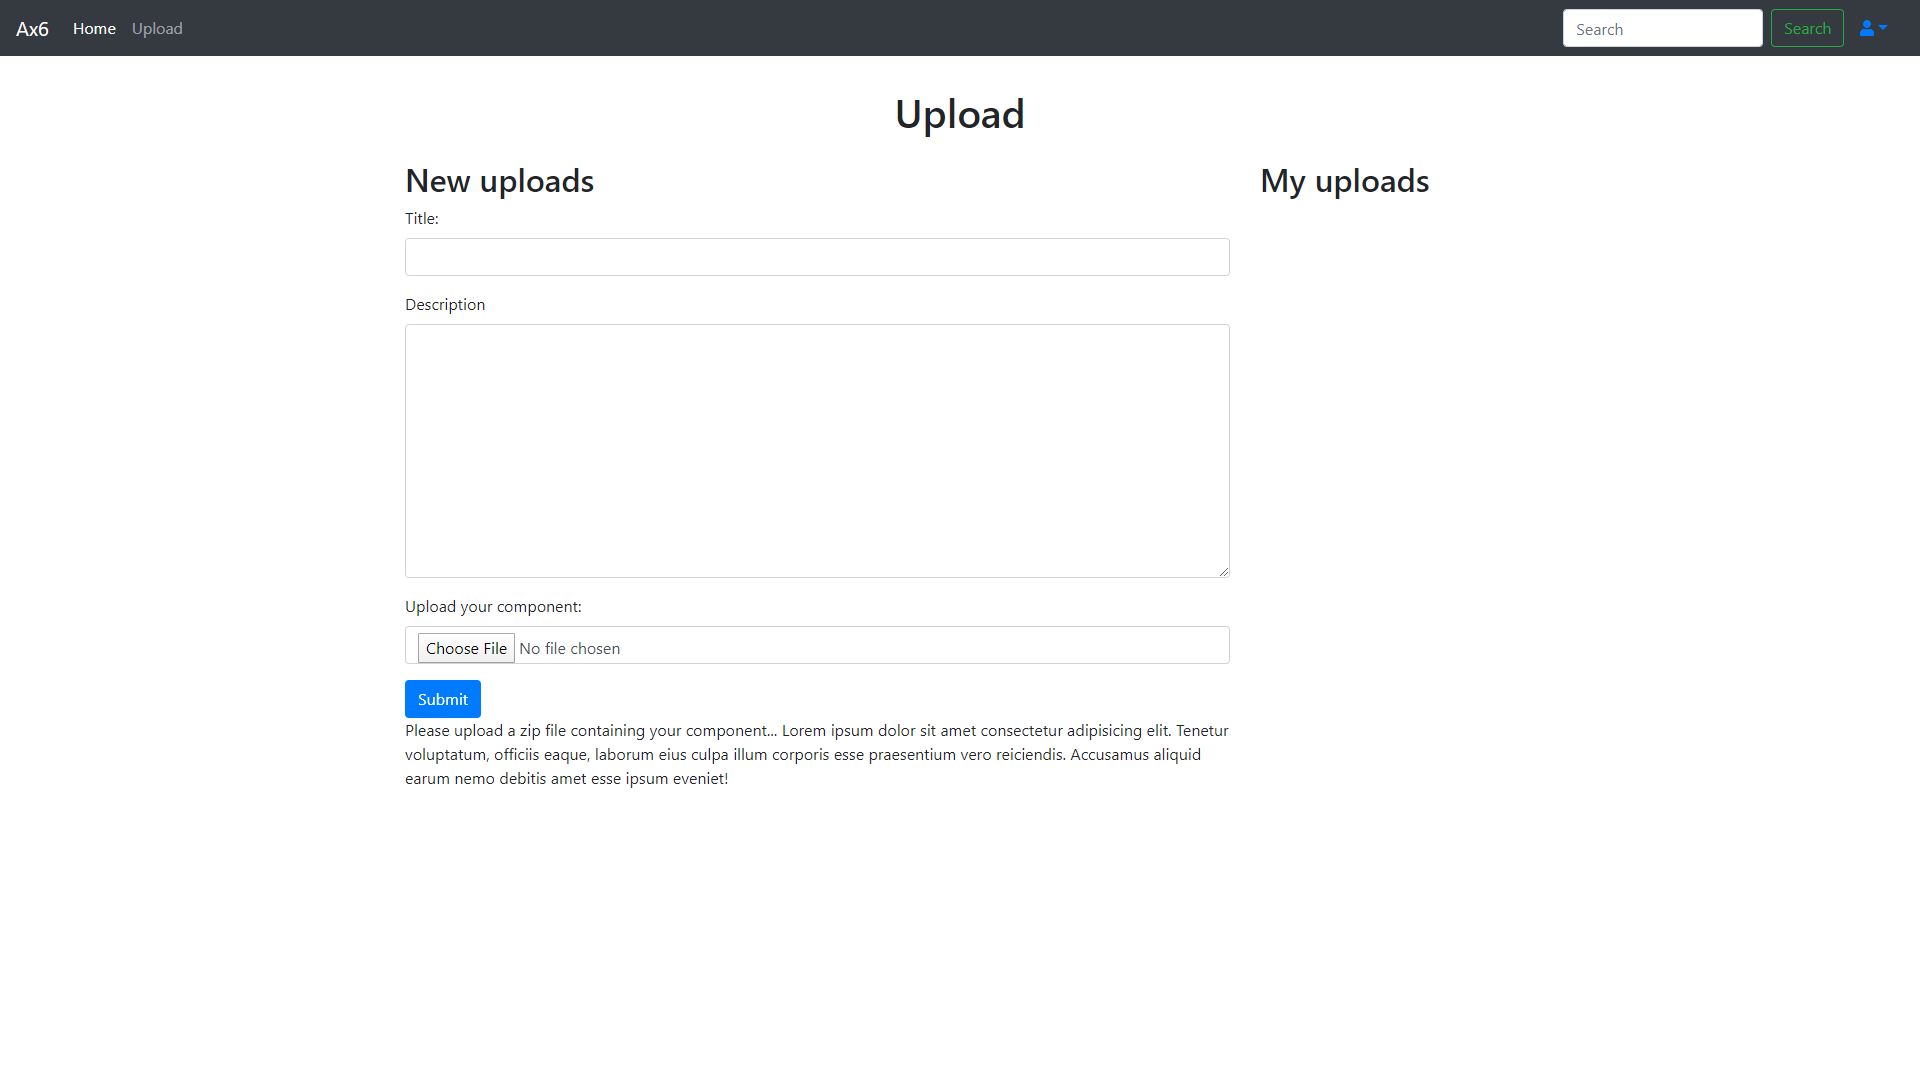 Ax6 Home Upload Search Search
Upload
New uploads
My uploads
Title:
Description
Upload your component:
Choose File No file chosen
Submit
Please upload a zip file containing your component... Lorem ipsum dolor sit amet consectetur adipisicing elit. Tenetur
voluptatum, officiis eaque, laborum eius culpa illum corporis esse praesentium vero reiciendis. Accusamus aliquid
earum nemo debitis amet esse ipsum eveniet!